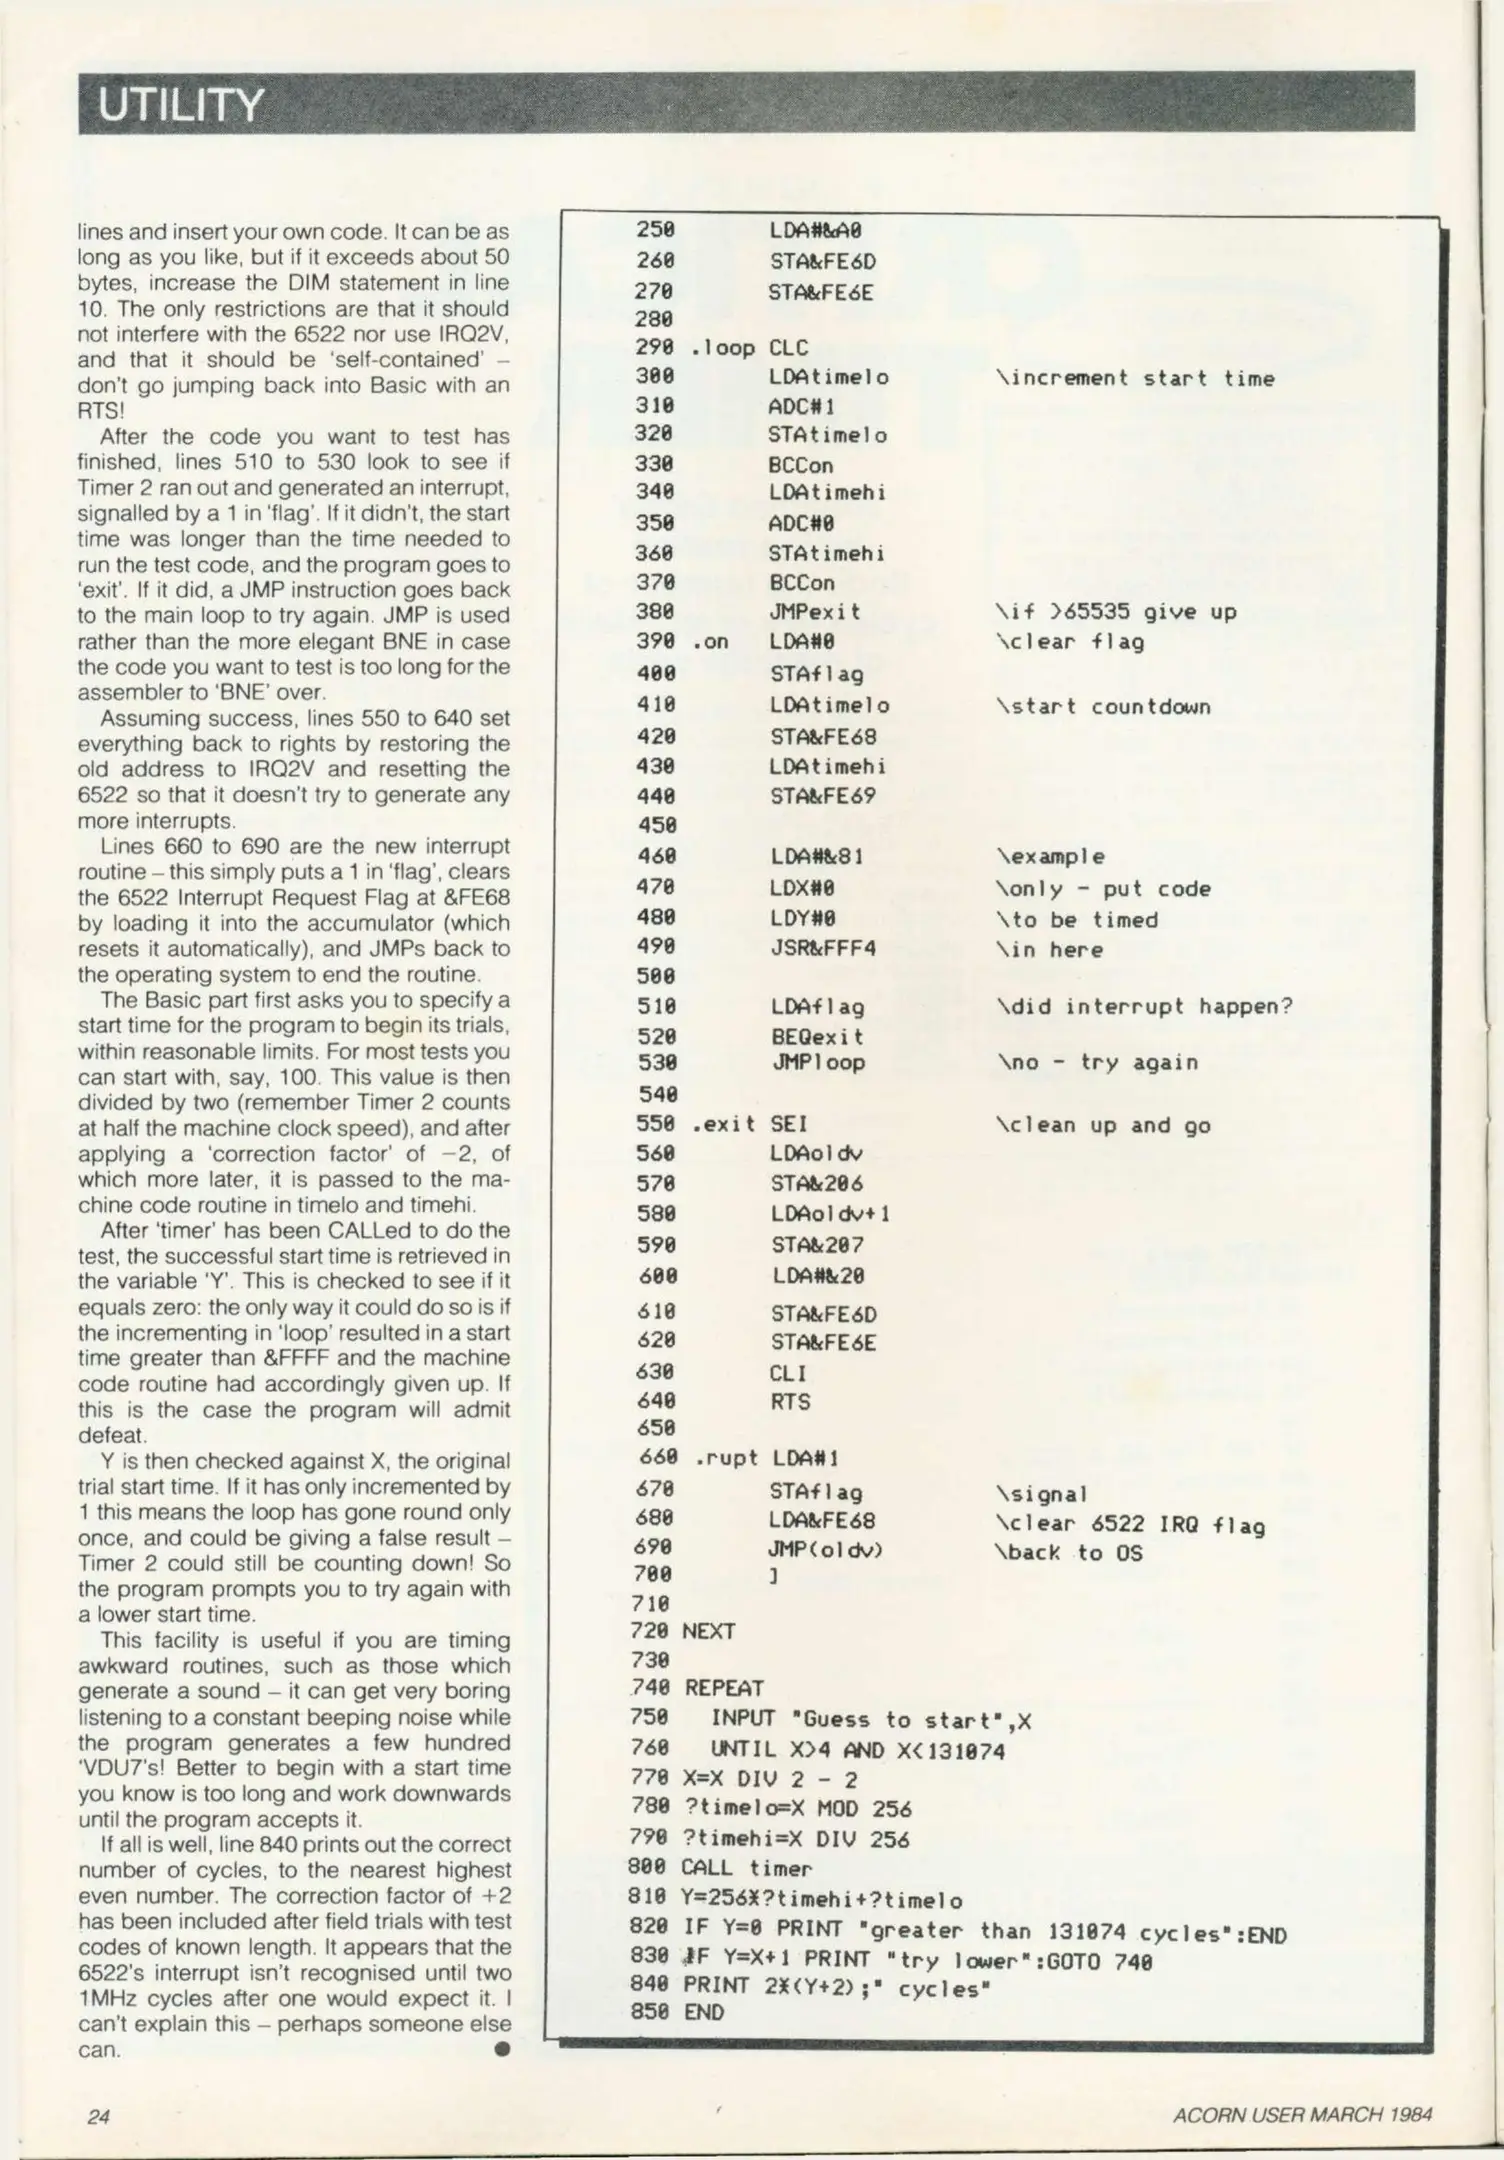 UTILITY
lines and insert your own code. It can be as
long as you like, but if it exceeds about 50
bytes, increase the DIM statement in line
10. The only restrictions are that it should
not interfere with the 6522 nor use IRQ2V,
and that it should be 'self-contained' –
don't go jumping back into Basic with an
RTS!
After the code you want to test has
finished, lines 510 to 530 look to see if
Timer 2 ran out and generated an interrupt,
signalled by a 1 in 'flag'. If it didn't, the start
time was longer than the time needed to
run the test code, and the program goes to
'exit'. If it did, a JMP instruction goes back
to the main loop to try again. JMP is used
rather than the more elegant BNE in case
the code you want to test is too long for the
assembler to 'BNE' over.
Assuming success, lines 550 to 640 set
everything back to rights by restoring the
old address to IRQ2V and resetting the
6522 so that it doesn't try to generate any
more interrupts.
Lines 660 to 690 are the new interrupt
routine – this simply puts a 1 in 'flag', clears
the 6522 Interrupt Request Flag at &FE68
by loading it into the accumulator (which
resets it automatically), and JMPs back to
the operating system to end the routine.
The Basic part first asks you to specify a
start time for the program to begin its trials,
within reasonable limits. For most tests you
can start with, say, 100. This value is then
divided by two (remember Timer 2 counts
at half the machine clock speed), and after
applying a 'correction factor' of −2, of
which more later, it is passed to the ma-
chine code routine in timelo and timehi.
After 'timer' has been CALLed to do the
test, the successful start time is retrieved in
the variable 'Y'. This is checked to see if it
equals zero: the only way it could do so is if
the incrementing in 'loop' resulted in a start
time greater than &FFFF and the machine
code routine had accordingly given up. If
this is the case the program will admit
defeat.
Y is then checked against X, the original
trial start time. If it has only incremented by
1 this means the loop has gone round only
once, and could be giving a false result –
Timer 2 could still be counting down! So
the program prompts you to try again with
a lower start time.
This facility is useful if you are timing
awkward routines, such as those which
generate a sound – it can get very boring
listening to a constant beeping noise while
the program generates a few hundred
'VDU7's! Better to begin with a start time
you know is too long and work downwards
until the program accepts it.
If all is well, line 840 prints out the correct
number of cycles, to the nearest highest
even number. The correction factor of +2
has been included after field trials with test
codes of known length. It appears that the
6522's interrupt isn't recognised until two
1MHz cycles after one would expect it. I
can't explain this – perhaps someone else
can. ●
250 LDA#&A0
260 STA&FE6D
270 STA&FE6E
280
290 .loop CLC
300 LDAtimelo \increment start time
310 ADC#1
320 STAtimelo
330 BCCon
340 LDAtimehi
350 ADC#0
360 STAtimehi
370 BCCon
380 JMPexit \if >65535 give up
390 .on LDA#0 \clear flag
400 STAflag
410 LDAtimelo \start countdown
420 STA&FE68
430 LDAtimehi
440 STA&FE69
450
460 LDA#&81 \example
470 LDX#0 \only - put code
480 LDY#0 \to be timed
490 JSR&FFF4 \in here
500
510 LDAflag \did interrupt happen?
520 BEQexit
530 JMPloop \no - try again
540
550 .exit SEI \clean up and go
560 LDAoldv
570 STA&206
580 LDAoldv+1
590 STA&207
600 LDA#&20
610 STA&FE6D
620 STA&FE6E
630 CLI
640 RTS
650
660 .rupt LDA#1
670 STAflag \signal
680 LDA&FE68 \clear 6522 IRQ flag
690 JMP(oldv) \back to OS
700 ]
710
720 NEXT
730
740 REPEAT
750 INPUT "Guess to start",X
760 UNTIL X>4 AND X<131074
770 X=X DIV 2 - 2
780 ?timelo=X MOD 256
790 ?timehi=X DIV 256
800 CALL timer
810 Y=256*?timehi+?timelo
820 IF Y=0 PRINT "greater than 131074 cycles":END
830 IF Y=X+1 PRINT "try lower":GOTO 740
840 PRINT 2*(Y+2);" cycles"
850 END
24
ACORN USER MARCH 1984